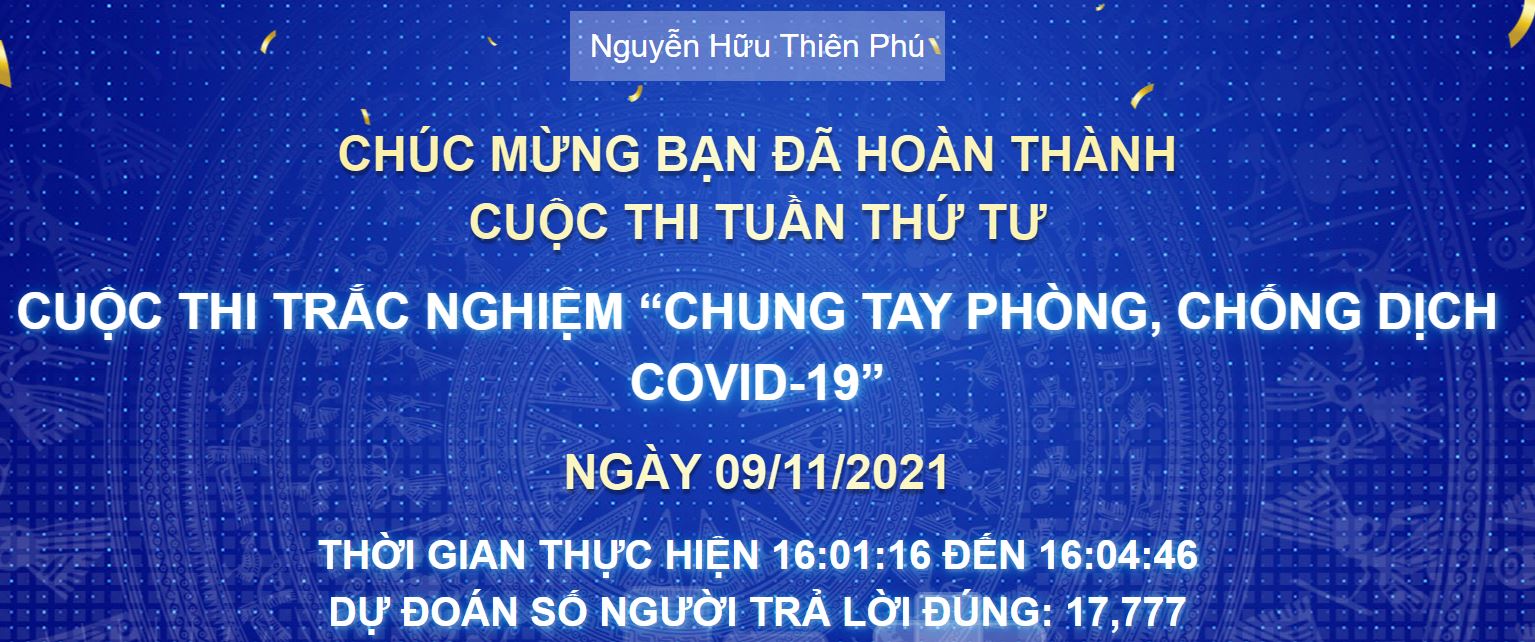 Nguyễn Hữu Thiên Phú
CHÚC MỪNG BẠN ĐÃ HOÀN THÀNH
CUỘC THI TUẦN THỨ TƯ
CUỘC THI TRẮC NGHIỆM “CHUNG TAY PHÒNG, CHỐNG DỊCH
COVID-19”
NGÀY 09/11/2021
THỜI GIAN THỰC HIỆN 16:01:16 ĐẾN 16:04:46
DỰ ĐOÁN SỐ NGƯỜI TRẢ LỜI ĐÚNG: 17,777